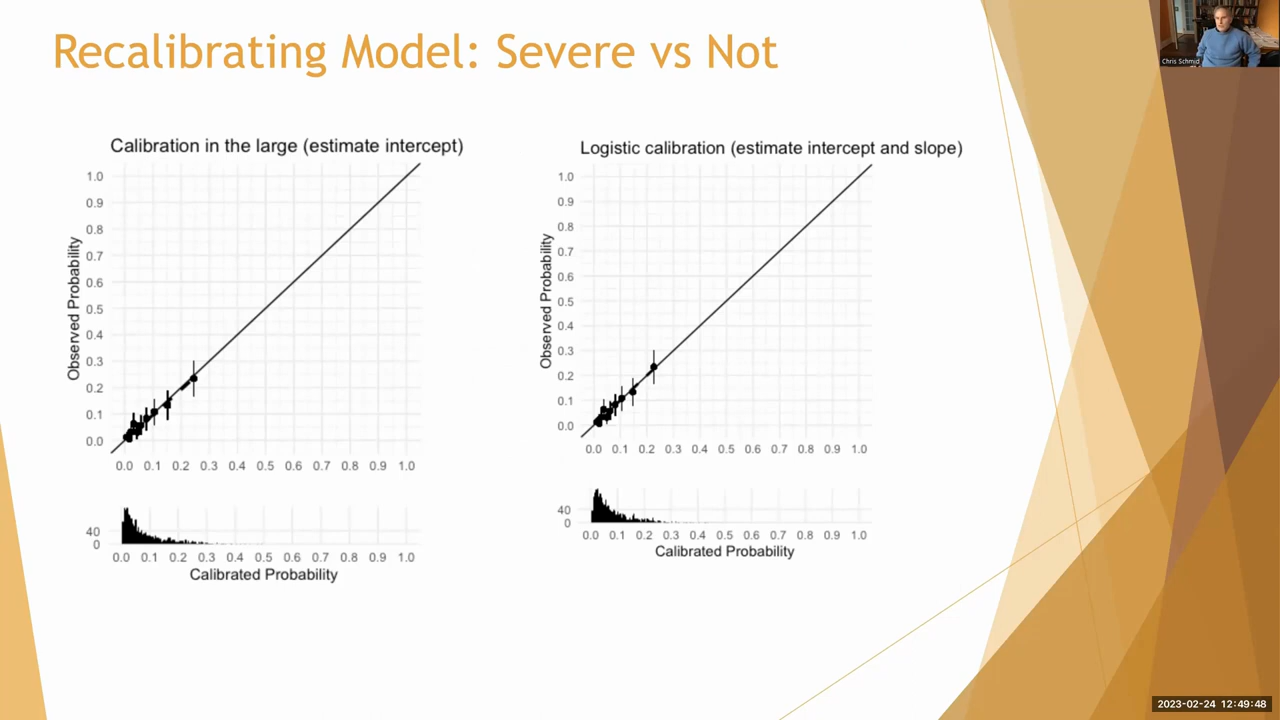 Recalibrating Model: Severe vs Not
Chris Schmid
Calibration in the large (estimate intercept)
Observed Probability
1.0
0.9
0.8
0.7
0.6
0.5
0.4
0.3
0.2
0.1
0.0
0.0 0.1 0.2 0.3 0.4 0.5 0.6 0.7 0.8 0.9 1.0
40
0
0.0 0.1 0.2 0.3 0.4 0.5 0.6 0.7 0.8 0.9 1.0
Calibrated Probability
Logistic calibration (estimate intercept and slope)
Observed Probability
1.0
0.9
0.8
0.7
0.6
0.5
0.4
0.3
0.2
0.1
0.0
0.0 0.1 0.2 0.3 0.4 0.5 0.6 0.7 0.8 0.9 1.0
40
0
0.0 0.1 0.2 0.3 0.4 0.5 0.6 0.7 0.8 0.9 1.0
Calibrated Probability
2023-02-24 12:49:48